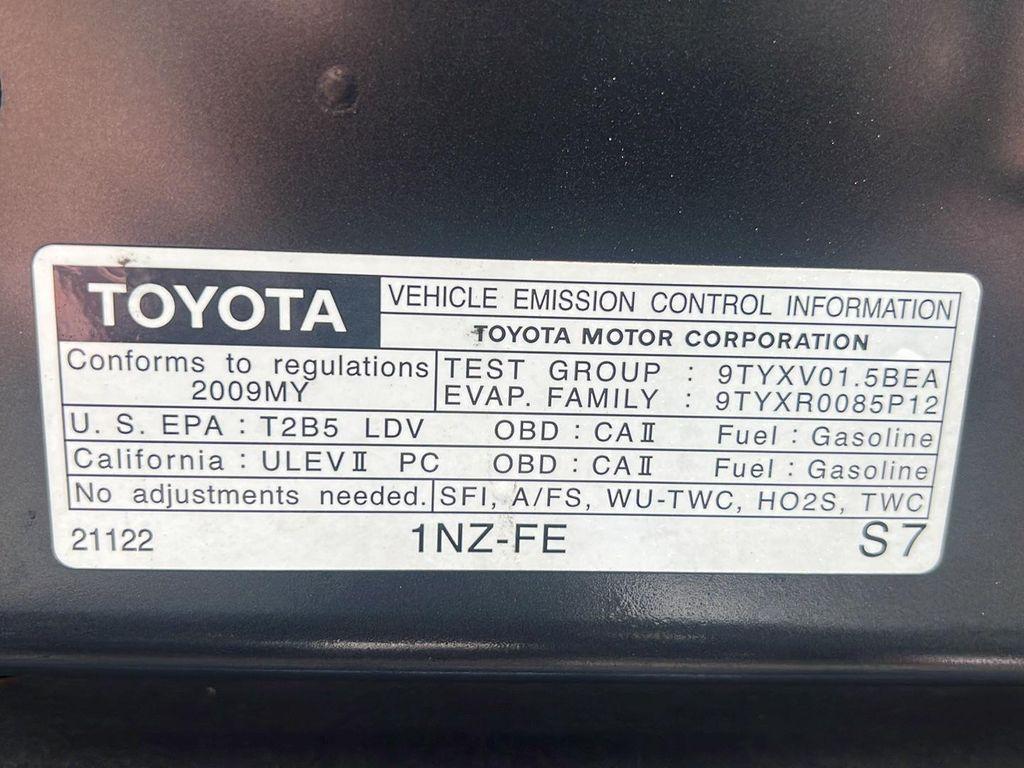 TOYOTA
VEHICLE EMISSION CONTROL INFORMATION
TOYOTA MOTOR CORPORATION
Conforms to regulations
2009MY
TEST GROUP : 9TYXV01.5BEA
EVAP. FAMILY : 9TYXR0085P12
U. S. EPA : T2B5 LDV OBD : CAⅡ Fuel : Gasoline
California : ULEVⅡ PC OBD : CAⅡ Fuel : Gasoline
No adjustments needed. SFI, A/FS, WU-TWC, HO2S, TWC
21122 1NZ-FE S7